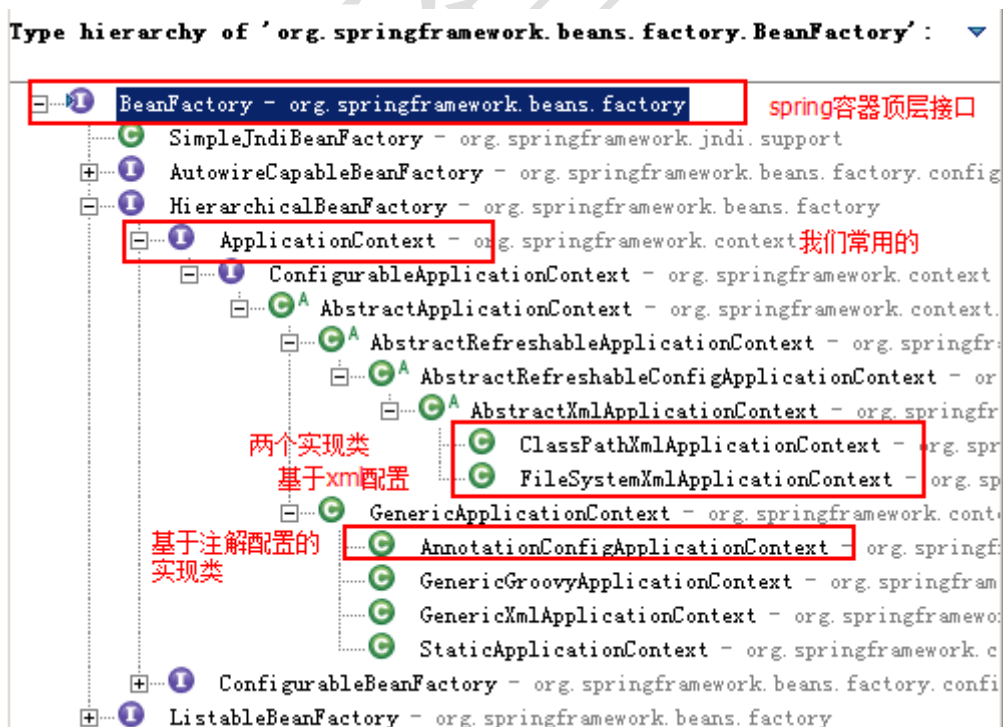 Type hierarchy of 'org.springframework.beans.factory.BeanFactory':
BeanFactory - org.springframework.beans.factory spring容器顶层接口
SimpleJndiBeanFactory - org.springframework.jndi.support
AutowireCapableBeanFactory - org.springframework.beans.factory.config
HierarchicalBeanFactory - org.springframework.beans.factory
ApplicationContext - org.springframework.context 我们常用的
ConfigurableApplicationContext - org.springframework.context
AbstractApplicationContext - org.springframework.context.
AbstractRefreshableApplicationContext - org.springfra
AbstractRefreshableConfigApplicationContext - or
AbstractXmlApplicationContext - org.springfr
两个实现类 ClassPathXmlApplicationContext - org.spr
基于xml配置 FileSystemXmlApplicationContext - org.sp
GenericApplicationContext - org.springframework.conte
基于注解配置的 AnnotationConfigApplicationContext - org.springf
实现类
GenericGroovyApplicationContext - org.springfram
GenericXmlApplicationContext - org.springframewo
StaticApplicationContext - org.springframework.c
ConfigurableBeanFactory - org.springframework.beans.factory.confi
ListableBeanFactory - org.springframework.beans.factory